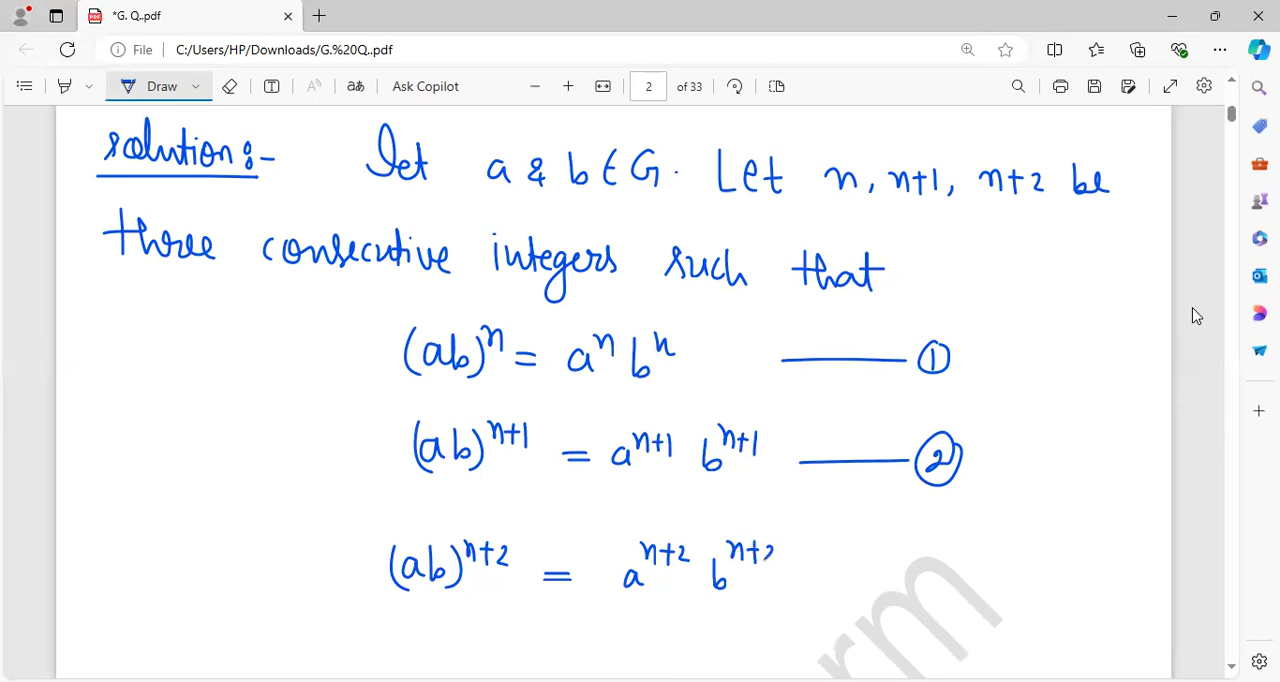 *G. Q..pdf
File C:/Users/HP/Downloads/G.%20Q..pdf
Draw Ask Copilot 2 of 33
solution:- Let a & b ∈ G. Let n, n+1, n+2 be
three consecutive integers such that
(ab)^n = a^n b^n ——— ①
(ab)^{n+1} = a^{n+1} b^{n+1} ——— ②
(ab)^{n+2} = a^{n+2} b^{n+2}